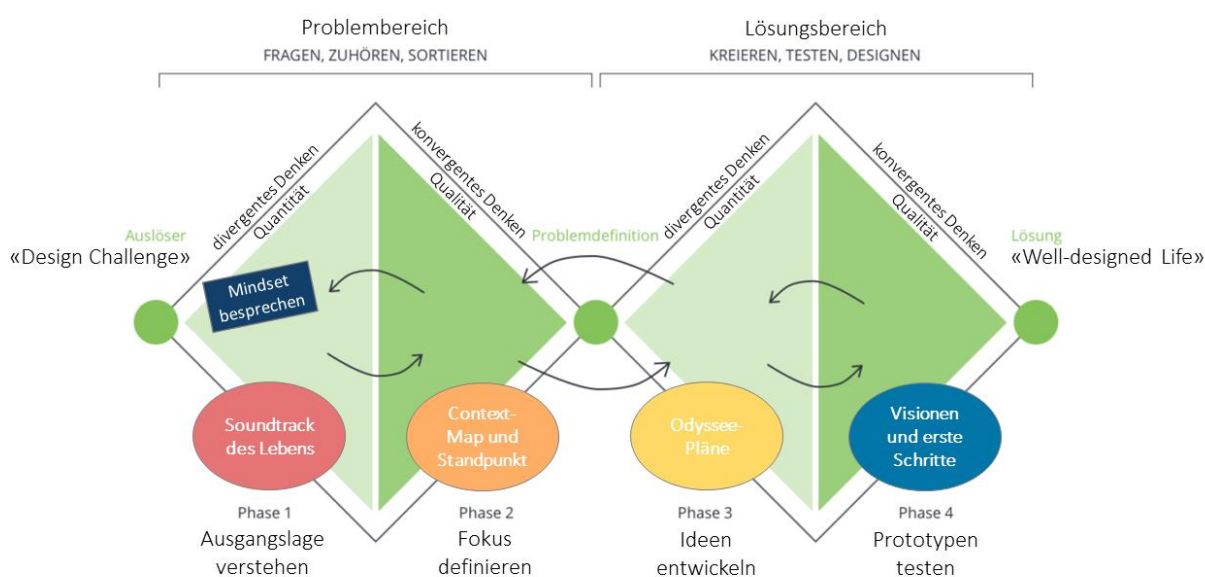 Problembereich
FRAGEN, ZUHÖREN, SORTIEREN
Lösungsbereich
KREIEREN, TESTEN, DESIGNEN
divergentes Denken
Quantität
konvergentes Denken
Qualität
divergentes Denken
Quantität
konvergentes Denken
Qualität
Auslöser
«Design Challenge»
Problemdefinition
Lösung
«Well-designed Life»
Mindset
besprechen
Soundtrack
des Lebens
Context-
Map und
Standpunkt
Odyssee-
Pläne
Visionen
und erste
Schritte
Phase 1
Ausgangslage
verstehen
Phase 2
Fokus
definieren
Phase 3
Ideen
entwickeln
Phase 4
Prototypen
testen